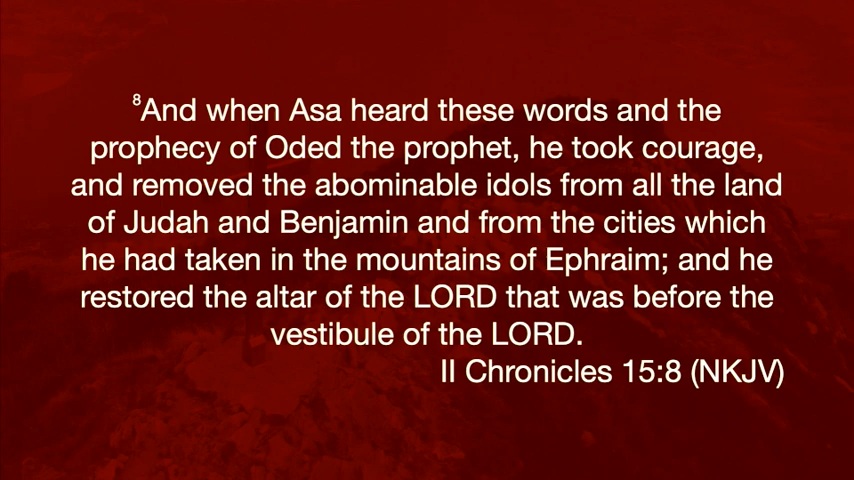 ⁸And when Asa heard these words and the
prophecy of Oded the prophet, he took courage,
and removed the abominable idols from all the land
of Judah and Benjamin and from the cities which
he had taken in the mountains of Ephraim; and he
restored the altar of the LORD that was before the
vestibule of the LORD.
II Chronicles 15:8 (NKJV)